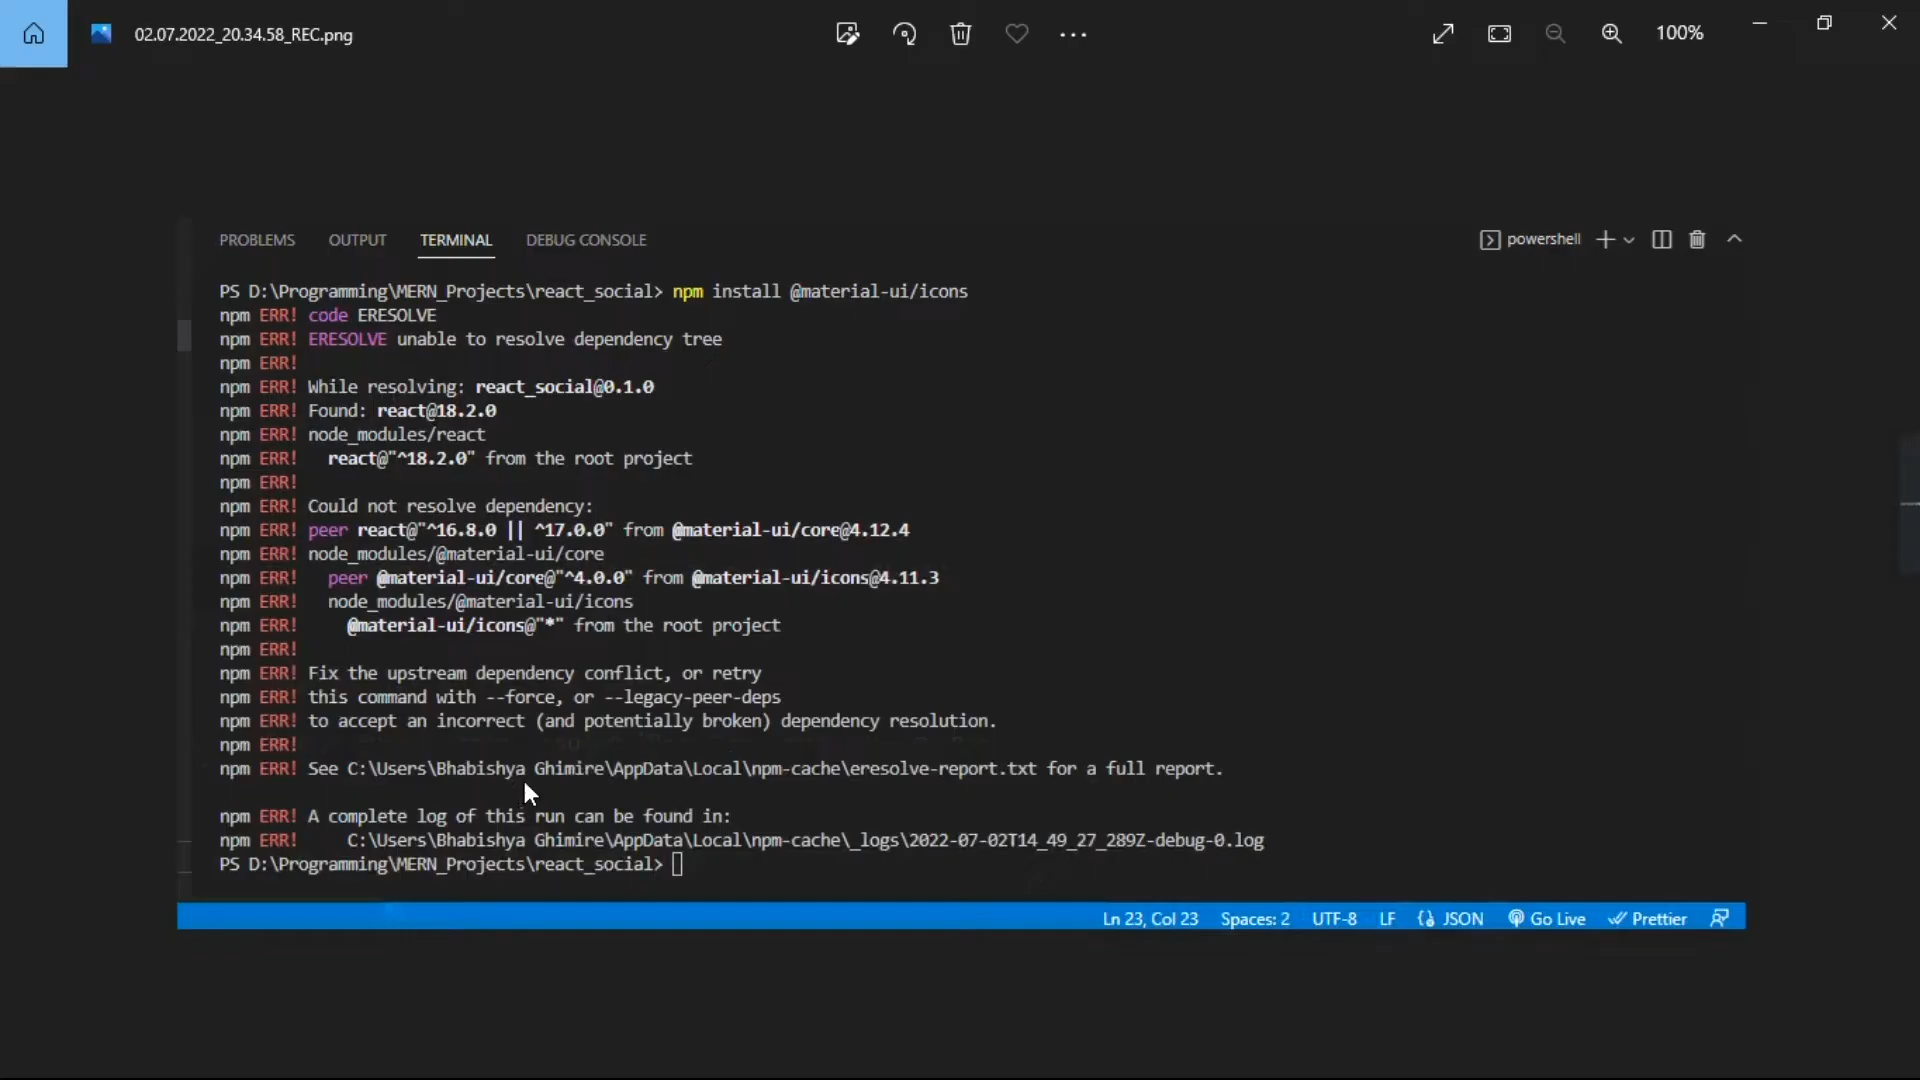 02.07.2022_20.34.58_REC.png
100%
PROBLEMS OUTPUT TERMINAL DEBUG CONSOLE
powershell
PS D:\Programming\MERN_Projects\react_social> npm install @material-ui/icons
npm ERR! code ERESOLVE
npm ERR! ERESOLVE unable to resolve dependency tree
npm ERR!
npm ERR! While resolving: react_social@0.1.0
npm ERR! Found: react@18.2.0
npm ERR! node_modules/react
npm ERR!   react@"^18.2.0" from the root project
npm ERR!
npm ERR! Could not resolve dependency:
npm ERR! peer react@"^16.8.0 || ^17.0.0" from @material-ui/core@4.12.4
npm ERR! node_modules/@material-ui/core
npm ERR!   peer @material-ui/core@"^4.0.0" from @material-ui/icons@4.11.3
npm ERR!   node_modules/@material-ui/icons
npm ERR!     @material-ui/icons@"*" from the root project
npm ERR!
npm ERR! Fix the upstream dependency conflict, or retry
npm ERR! this command with --force, or --legacy-peer-deps
npm ERR! to accept an incorrect (and potentially broken) dependency resolution.
npm ERR!
npm ERR! See C:\Users\Bhabishya Ghimire\AppData\Local\npm-cache\eresolve-report.txt for a full report.
npm ERR! A complete log of this run can be found in:
npm ERR!     C:\Users\Bhabishya Ghimire\AppData\Local\npm-cache\_logs\2022-07-02T14_49_27_289Z-debug-0.log
PS D:\Programming\MERN_Projects\react_social>
Ln 23, Col 23 Spaces: 2 UTF-8 LF JSON Go Live Prettier